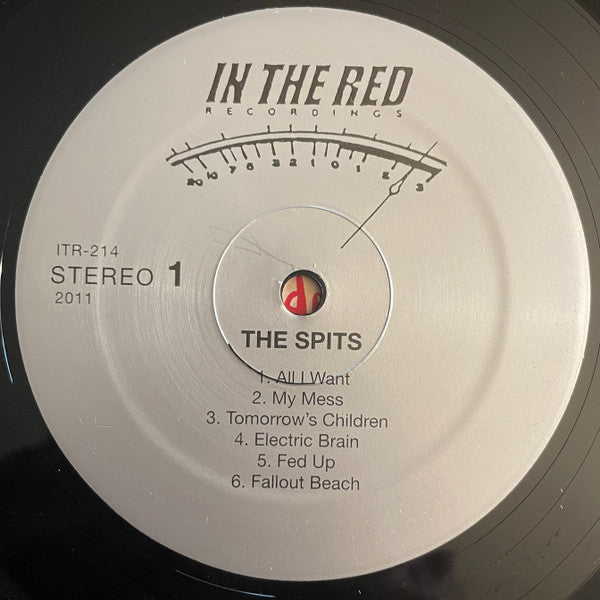 IN THE RED
RECORDINGS
ITR-214
STEREO 1
2011
THE SPITS
1. All I Want
2. My Mess
3. Tomorrow's Children
4. Electric Brain
5. Fed Up
6. Fallout Beach